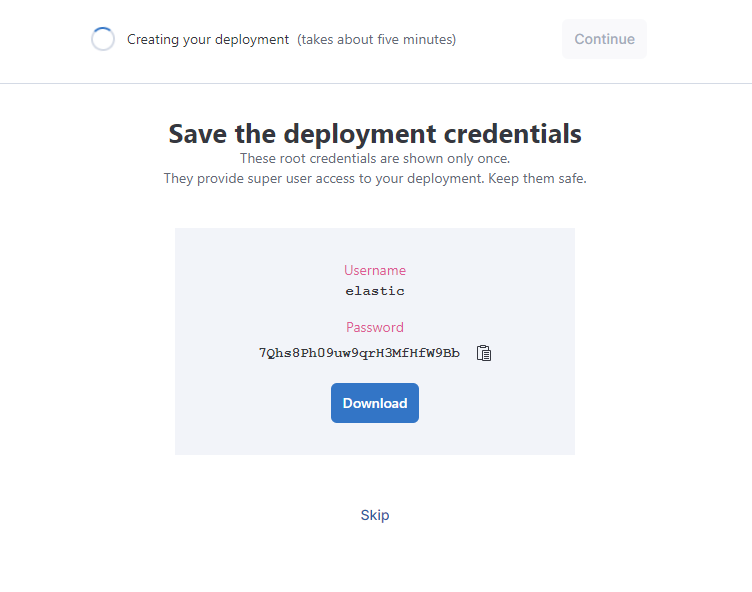 Creating your deployment (takes about five minutes)
Continue
Save the deployment credentials
These root credentials are shown only once.
They provide super user access to your deployment. Keep them safe.
Username
elastic
Password
7Qhs8Ph09uw9qrH3MfHfW9Bb
Download
Skip